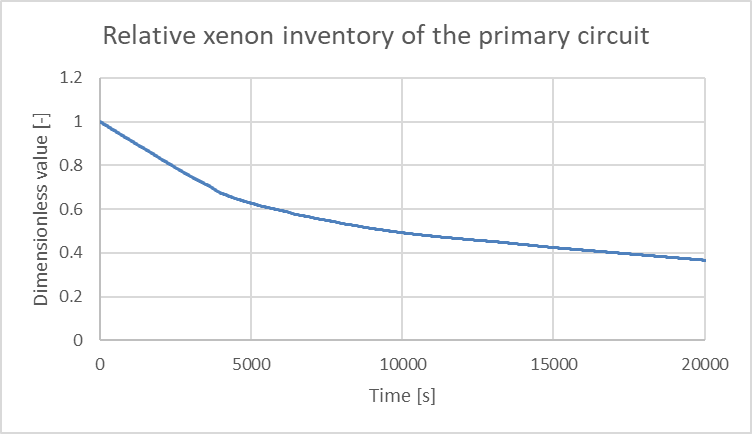 Relative xenon inventory of the primary circuit
Dimensionless value [-]
1.2
1
0.8
0.6
0.4
0.2
0
0 5000 10000 15000 20000
Time [s]